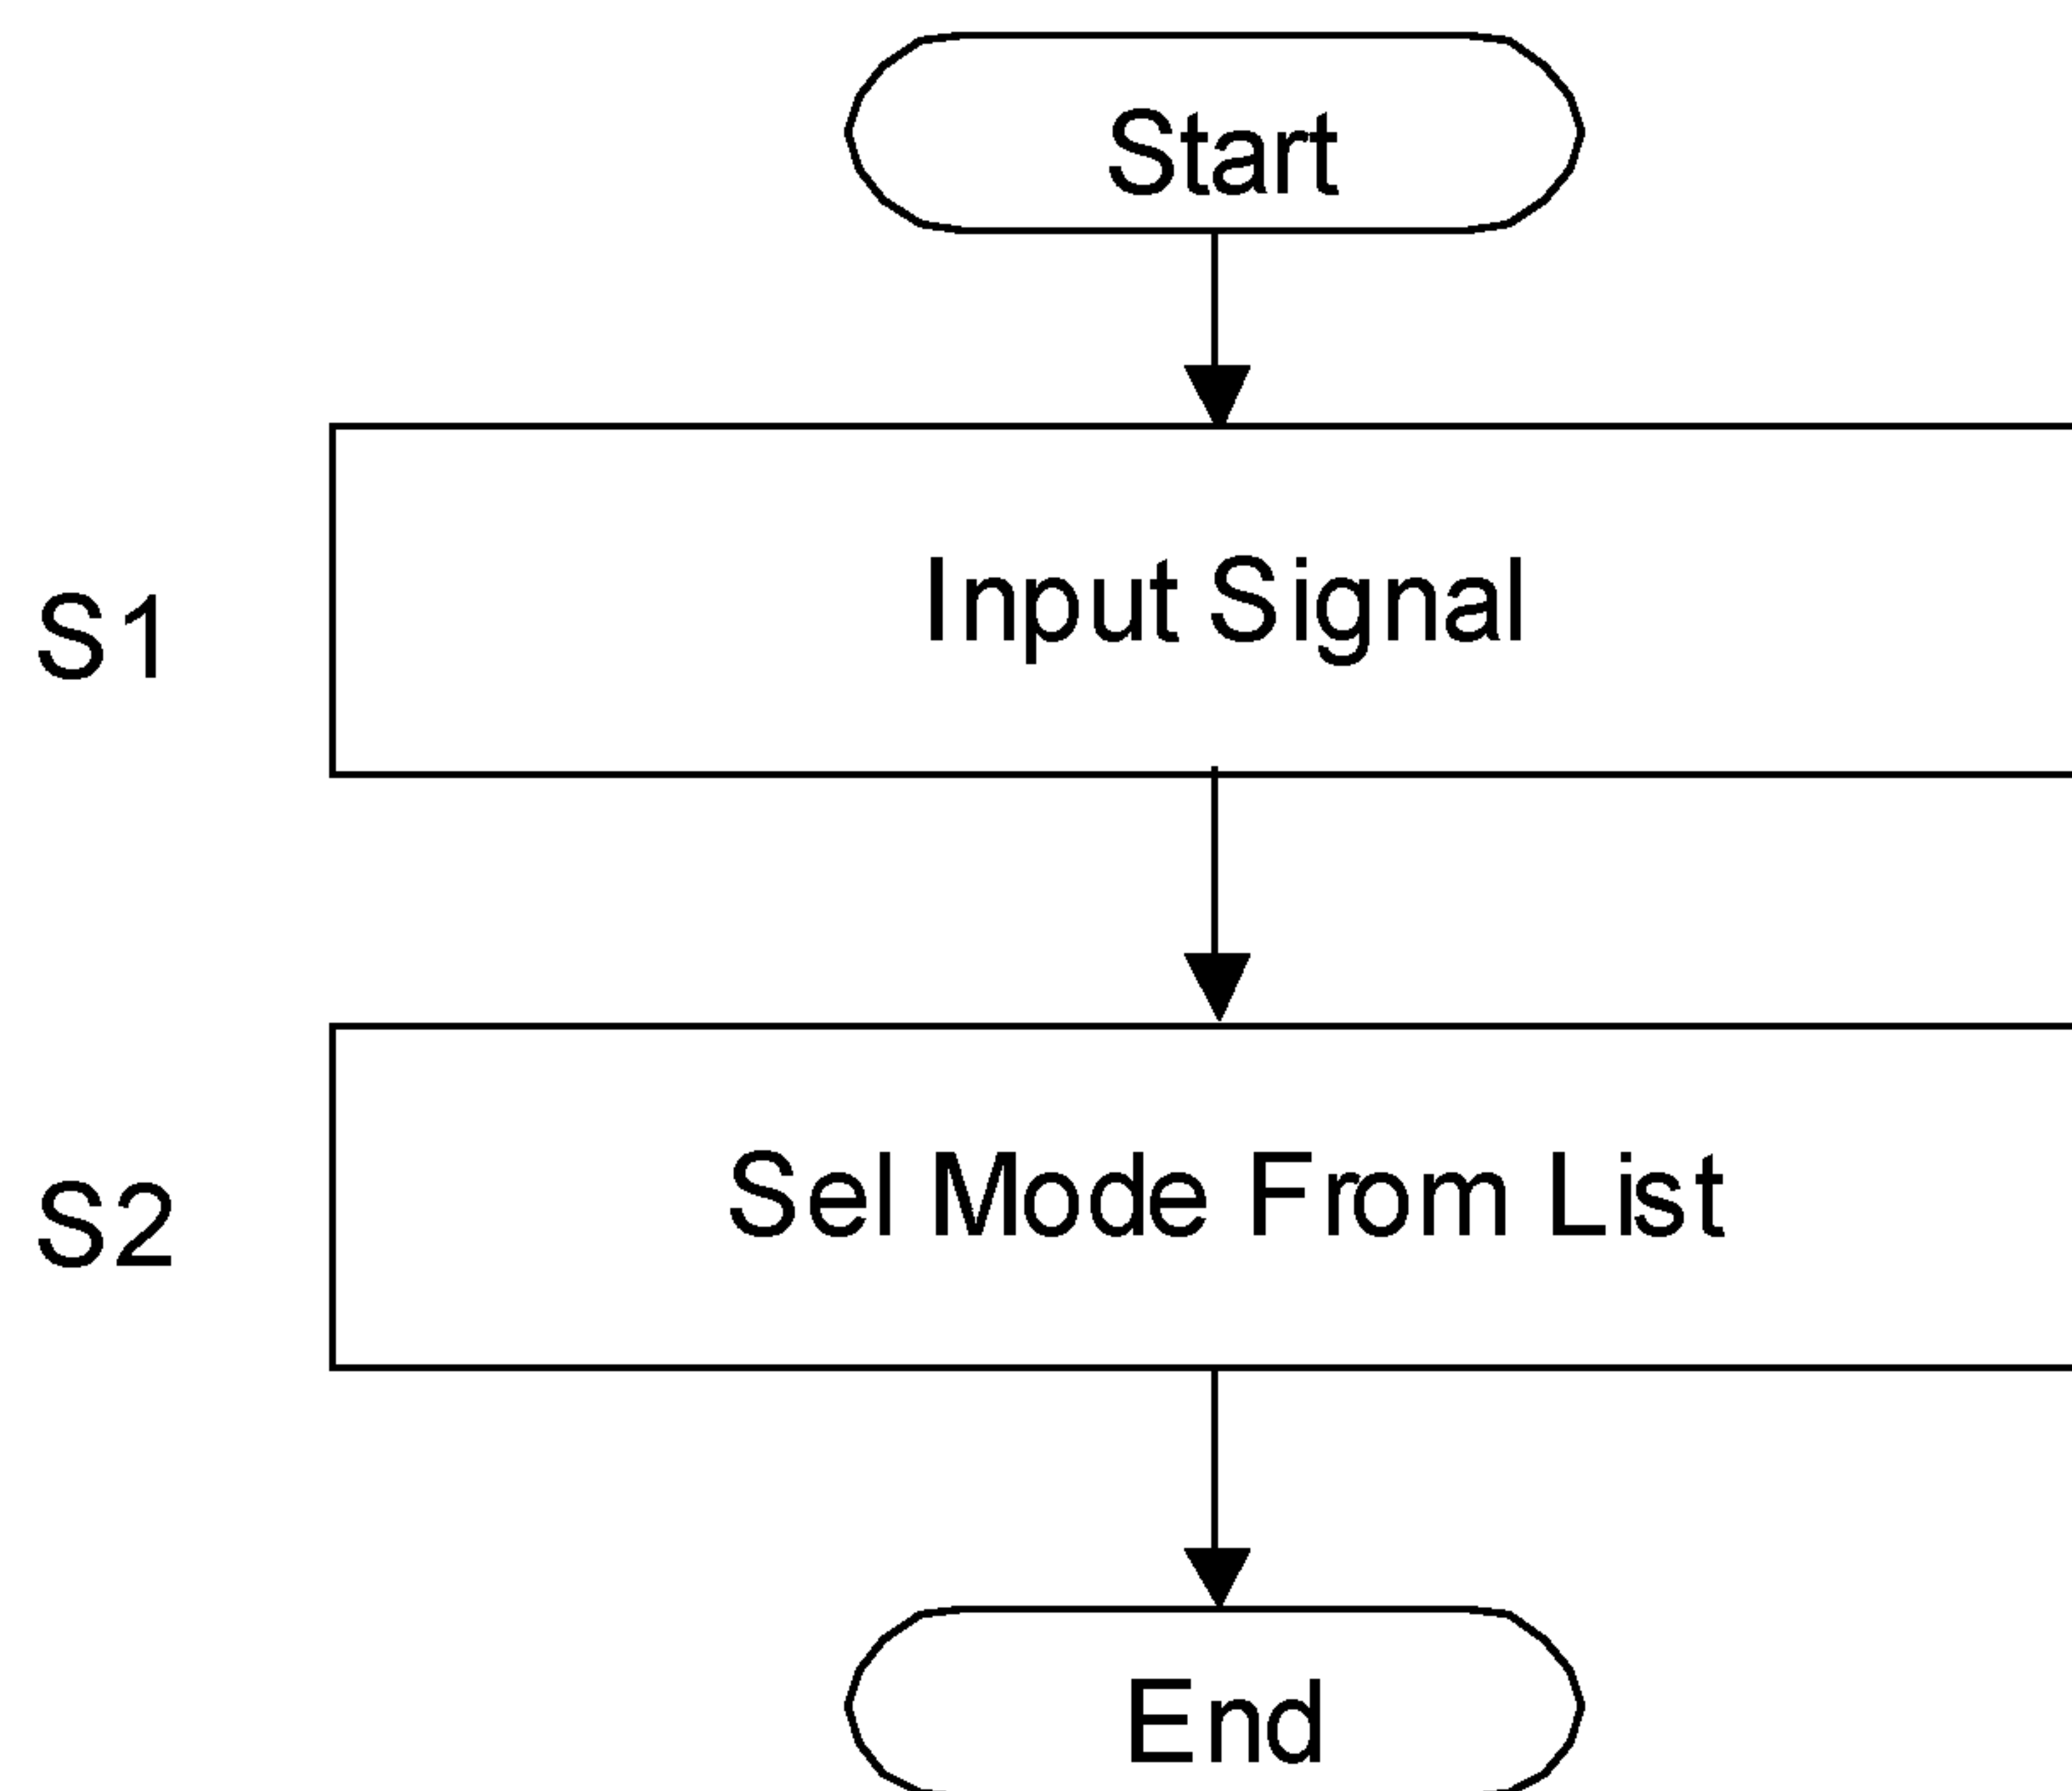 Start
Input Signal
S1
Sel Mode From List
S2
End